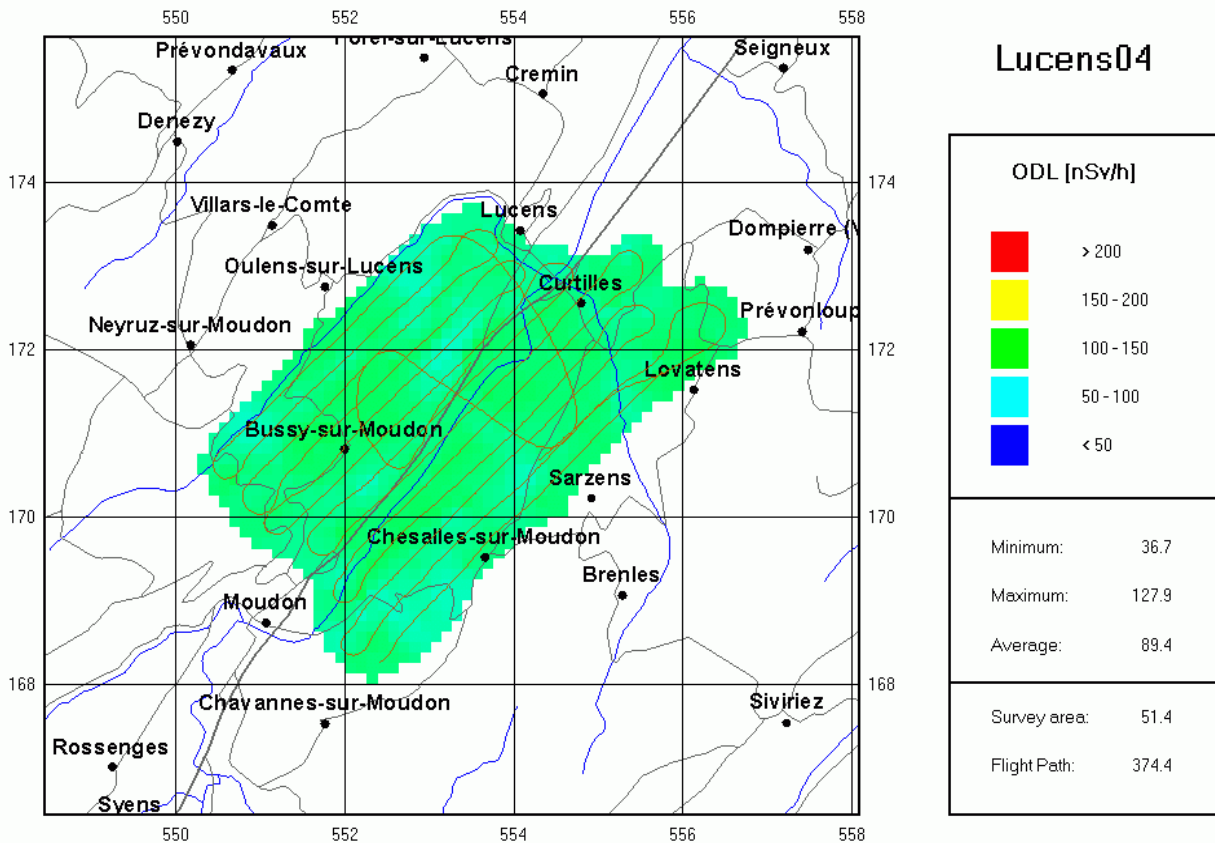 550 552 554 556 558
Lucens04
Prévondavaux
Forel-sur-Lucens
Seigneux
Cremin
Denezy
174 174
Villars-le-Comte
Lucens
Dompierre (V
Oulens-sur-Lucens
Curtilles
Neyruz-sur-Moudon
Prévonloup
172 172
Lovatens
Bussy-sur-Moudon
Sarzens
170 170
Chesalles-sur-Moudon
Brenles
Moudon
168 168
Chavannes-sur-Moudon
Siviriez
Rossenges
Syens
550 552 554 556 558
ODL [nSv/h]
> 200
150 - 200
100 - 150
50 - 100
< 50
Minimum: 36.7
Maximum: 127.9
Average: 89.4
Survey area: 51.4
Flight Path: 374.4